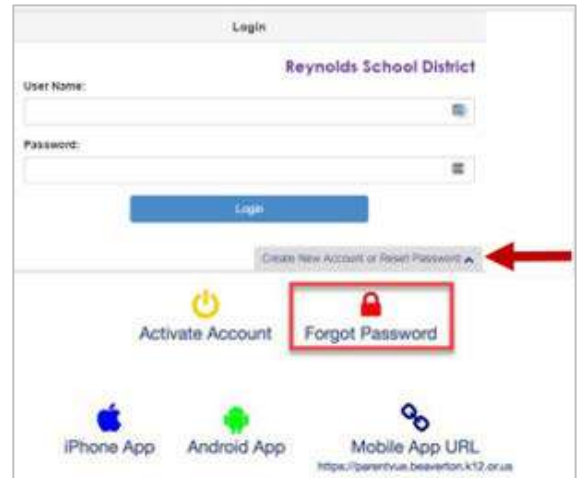 Login
Reynolds School District
User Name:
Password:
Login
Create New Account or Reset Password
Activate Account
Forgot Password
iPhone App
Android App
Mobile App URL
https://parentvue.beaverton.k12.or.us